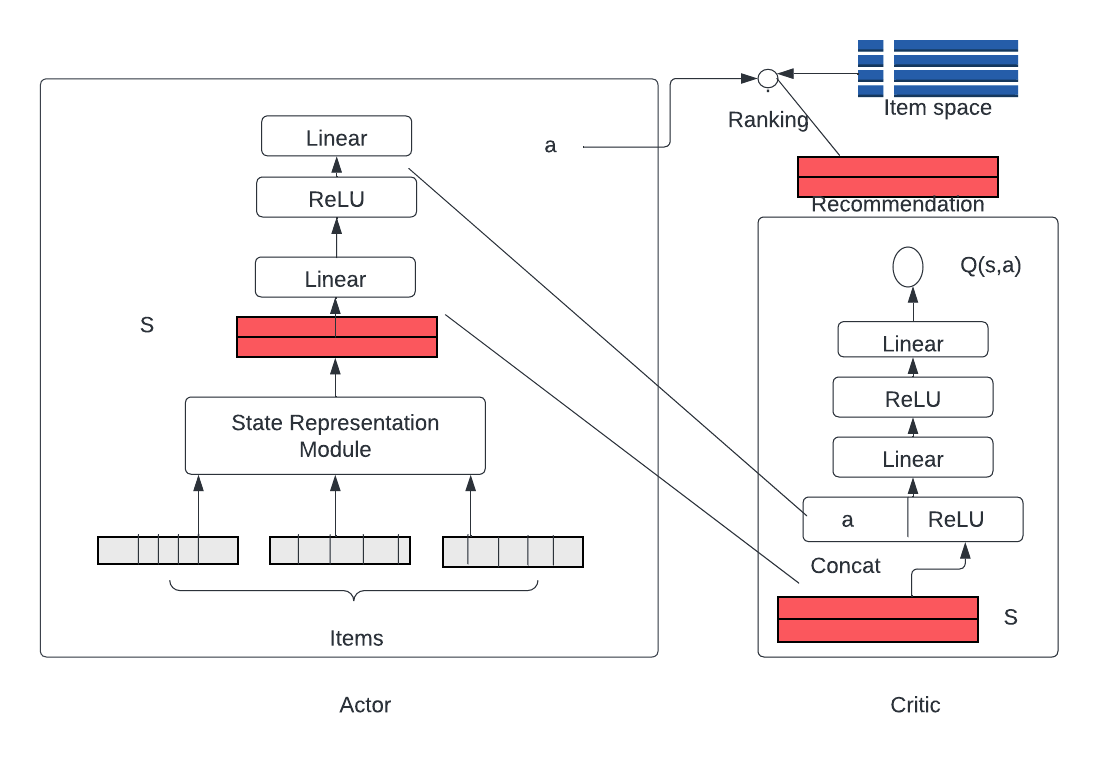 Linear
ReLU
Linear
S
State Representation
Module
Items
Actor
a
Ranking
Item space
Recommendation
Q(s,a)
Linear
ReLU
Linear
a
ReLU
Concat
S
Critic